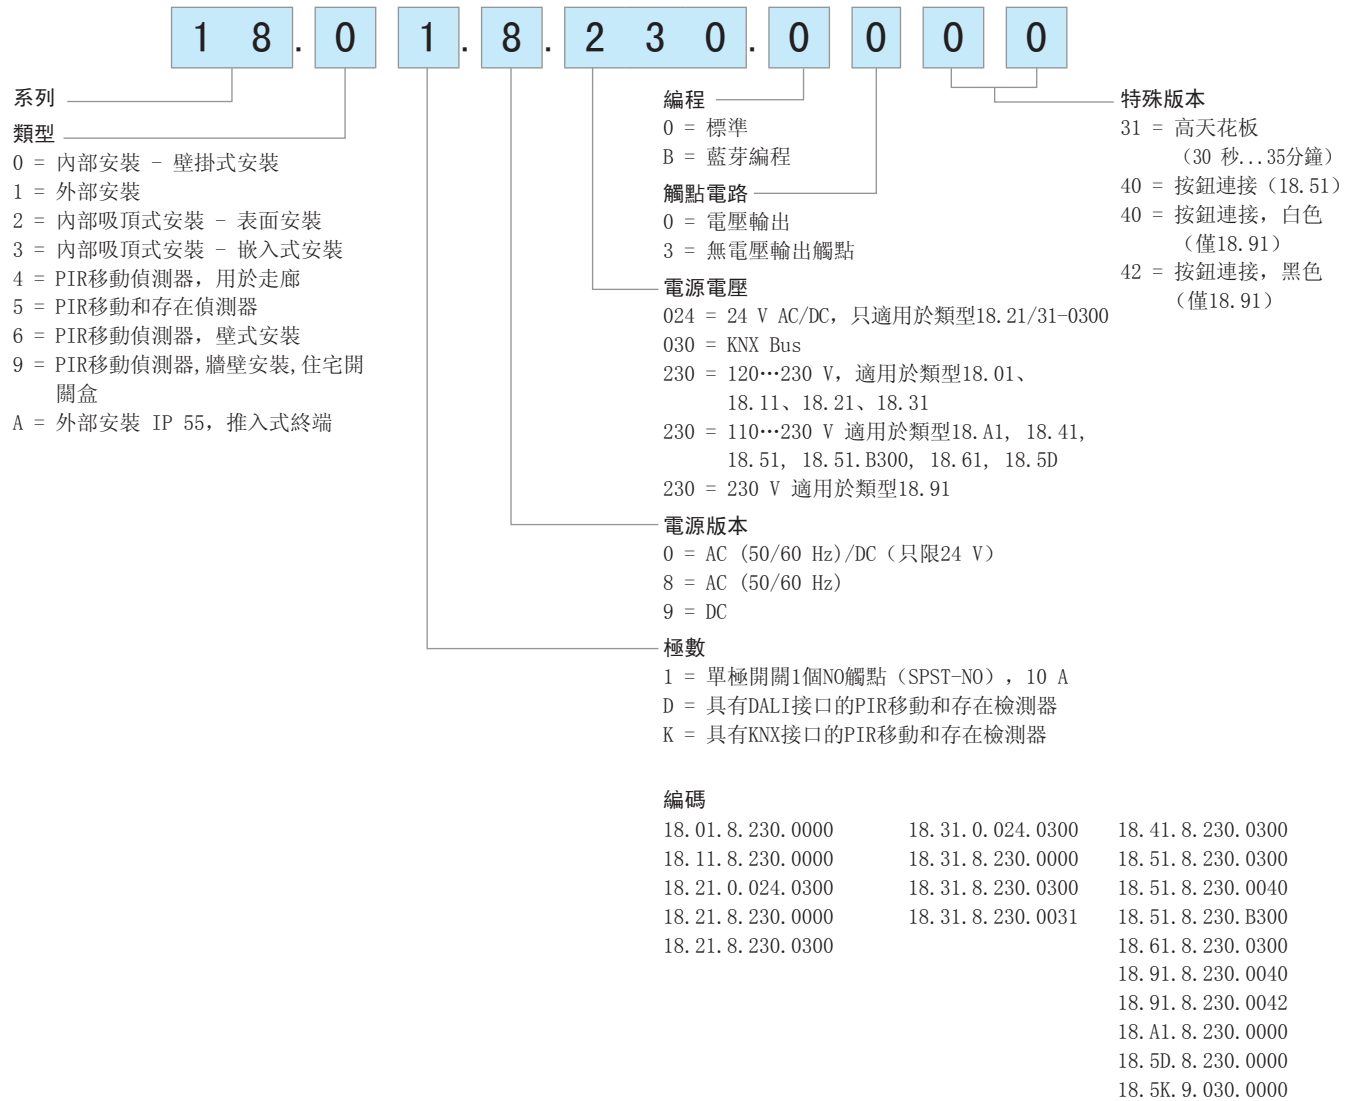 18.01.8.230.0000
系列
類型
0 = 內部安裝 - 壁掛式安裝
1 = 外部安裝
2 = 內部吸頂式安裝 - 表面安裝
3 = 內部吸頂式安裝 - 嵌入式安裝
4 = PIR移動偵測器，用於走廊
5 = PIR移動和存在偵測器
6 = PIR移動偵測器，壁式安裝
9 = PIR移動偵測器,牆壁安裝,住宅開
關盒
A = 外部安裝 IP 55，推入式終端
編程
0 = 標準
B = 藍芽編程
觸點電路
0 = 電壓輸出
3 = 無電壓輸出觸點
電源電壓
024 = 24 V AC/DC，只適用於類型18.21/31-0300
030 = KNX Bus
230 = 120…230 V，適用於類型18.01、
18.11、18.21、18.31
230 = 110…230 V 適用於類型18.A1, 18.41,
18.51, 18.51.B300, 18.61, 18.5D
230 = 230 V 適用於類型18.91
電源版本
0 = AC (50/60 Hz)/DC（只限24 V）
8 = AC (50/60 Hz)
9 = DC
極數
1 = 單極開關1個NO觸點（SPST-NO），10 A
D = 具有DALI接口的PIR移動和存在檢測器
K = 具有KNX接口的PIR移動和存在檢測器
特殊版本
31 = 高天花板
（30 秒...35分鐘）
40 = 按鈕連接（18.51）
40 = 按鈕連接，白色
（僅18.91）
42 = 按鈕連接，黑色
（僅18.91）
編碼
18.01.8.230.0000
18.11.8.230.0000
18.21.0.024.0300
18.21.8.230.0000
18.21.8.230.0300
18.31.0.024.0300
18.31.8.230.0000
18.31.8.230.0300
18.31.8.230.0031
18.41.8.230.0300
18.51.8.230.0300
18.51.8.230.0040
18.51.8.230.B300
18.61.8.230.0300
18.91.8.230.0040
18.91.8.230.0042
18.A1.8.230.0000
18.5D.8.230.0000
18.5K.9.030.0000